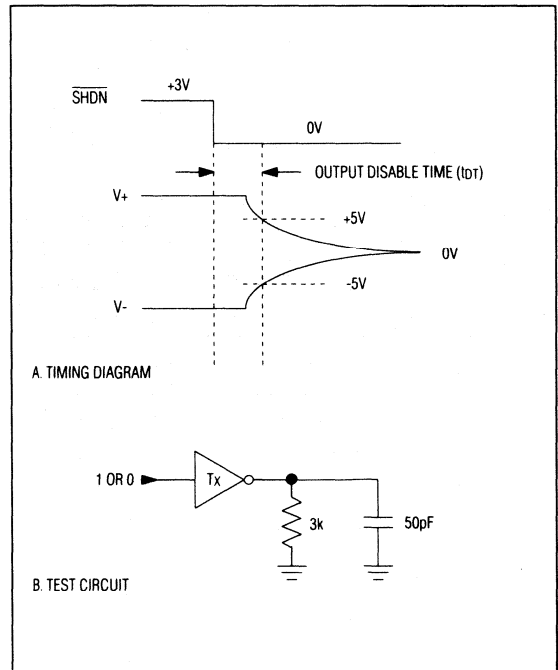 +3V
SHDN
0V
OUTPUT DISABLE TIME (tDT)
V+
+5V
0V
-5V
V-
A. TIMING DIAGRAM
1 OR 0
Tx
3k
50pF
B. TEST CIRCUIT